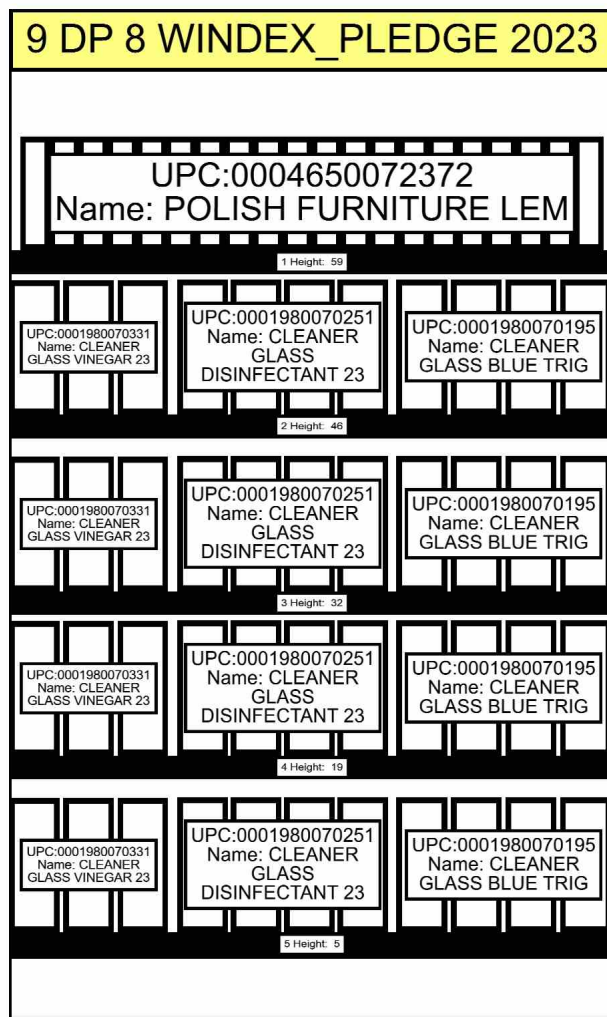 9 DP 8 WINDEX_PLEDGE 2023
UPC:0004650072372
Name: POLISH FURNITURE LEM
1 Height: 59
UPC:0001980070331
Name: CLEANER
GLASS VINEGAR 23
UPC:0001980070251
Name: CLEANER
GLASS
DISINFECTANT 23
UPC:0001980070195
Name: CLEANER
GLASS BLUE TRIG
2 Height: 46
UPC:0001980070331
Name: CLEANER
GLASS VINEGAR 23
UPC:0001980070251
Name: CLEANER
GLASS
DISINFECTANT 23
UPC:0001980070195
Name: CLEANER
GLASS BLUE TRIG
3 Height: 32
UPC:0001980070331
Name: CLEANER
GLASS VINEGAR 23
UPC:0001980070251
Name: CLEANER
GLASS
DISINFECTANT 23
UPC:0001980070195
Name: CLEANER
GLASS BLUE TRIG
4 Height: 19
UPC:0001980070331
Name: CLEANER
GLASS VINEGAR 23
UPC:0001980070251
Name: CLEANER
GLASS
DISINFECTANT 23
UPC:0001980070195
Name: CLEANER
GLASS BLUE TRIG
5 Height: 5